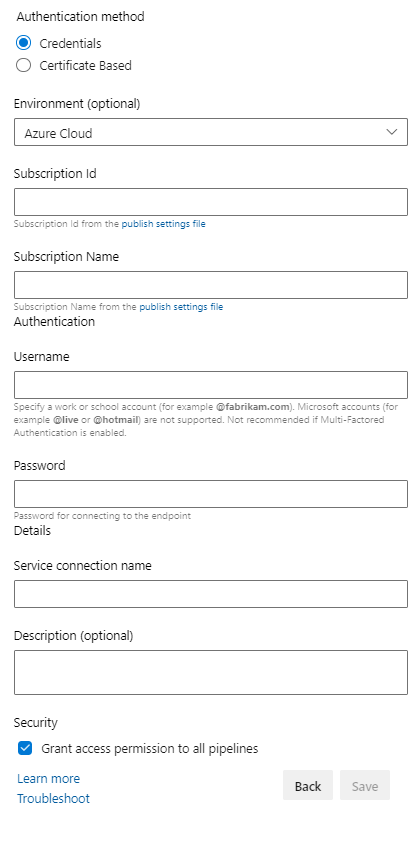 Authentication method
Credentials
Certificate Based
Environment (optional)
Azure Cloud
Subscription Id
Subscription Id from the publish settings file
Subscription Name
Subscription Name from the publish settings file
Authentication
Username
Specify a work or school account (for example @fabrikam.com). Microsoft accounts (for
example @live or @hotmail) are not supported. Not recommended if Multi-Factored
Authentication is enabled.
Password
Password for connecting to the endpoint
Details
Service connection name
Description (optional)
Security
Grant access permission to all pipelines
Learn more
Troubleshoot
Back
Save